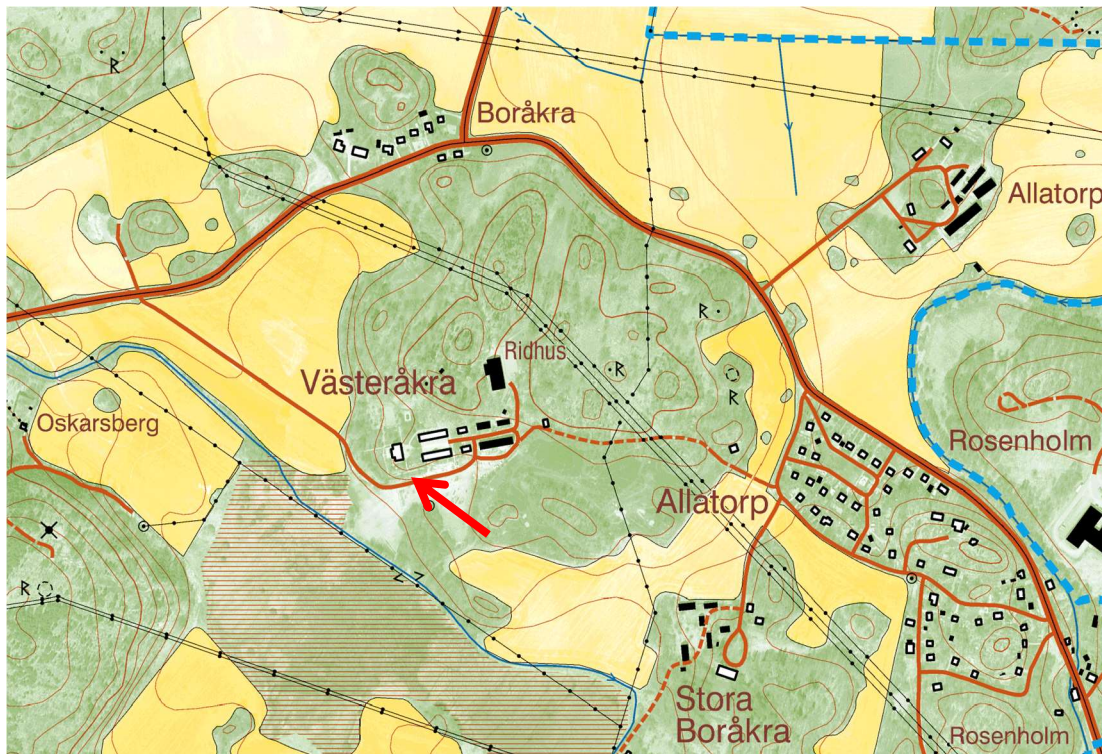 R
Boråkra
Allatorp
R
Ridhus
R
Västeråkra
R
Oskarsberg
Rosenholm
Allatorp
R
Stora
Boråkra
Rosenholm